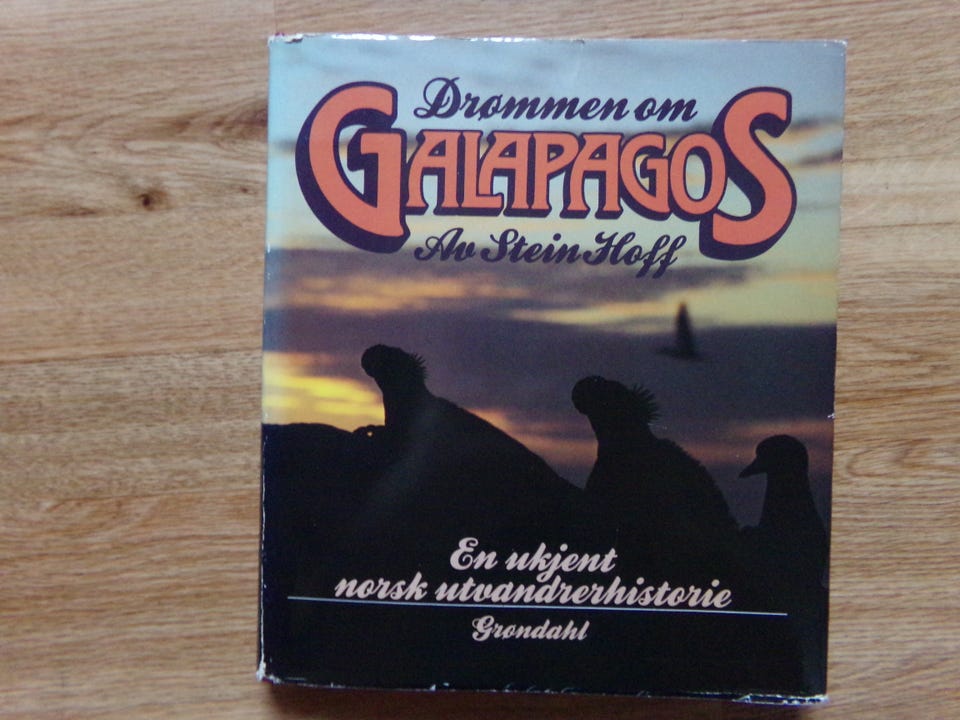 Drømmen om
GALAPAGOS
Av Stein Hoff
En ukjent
norsk utvandrerhistorie
Grøndahl